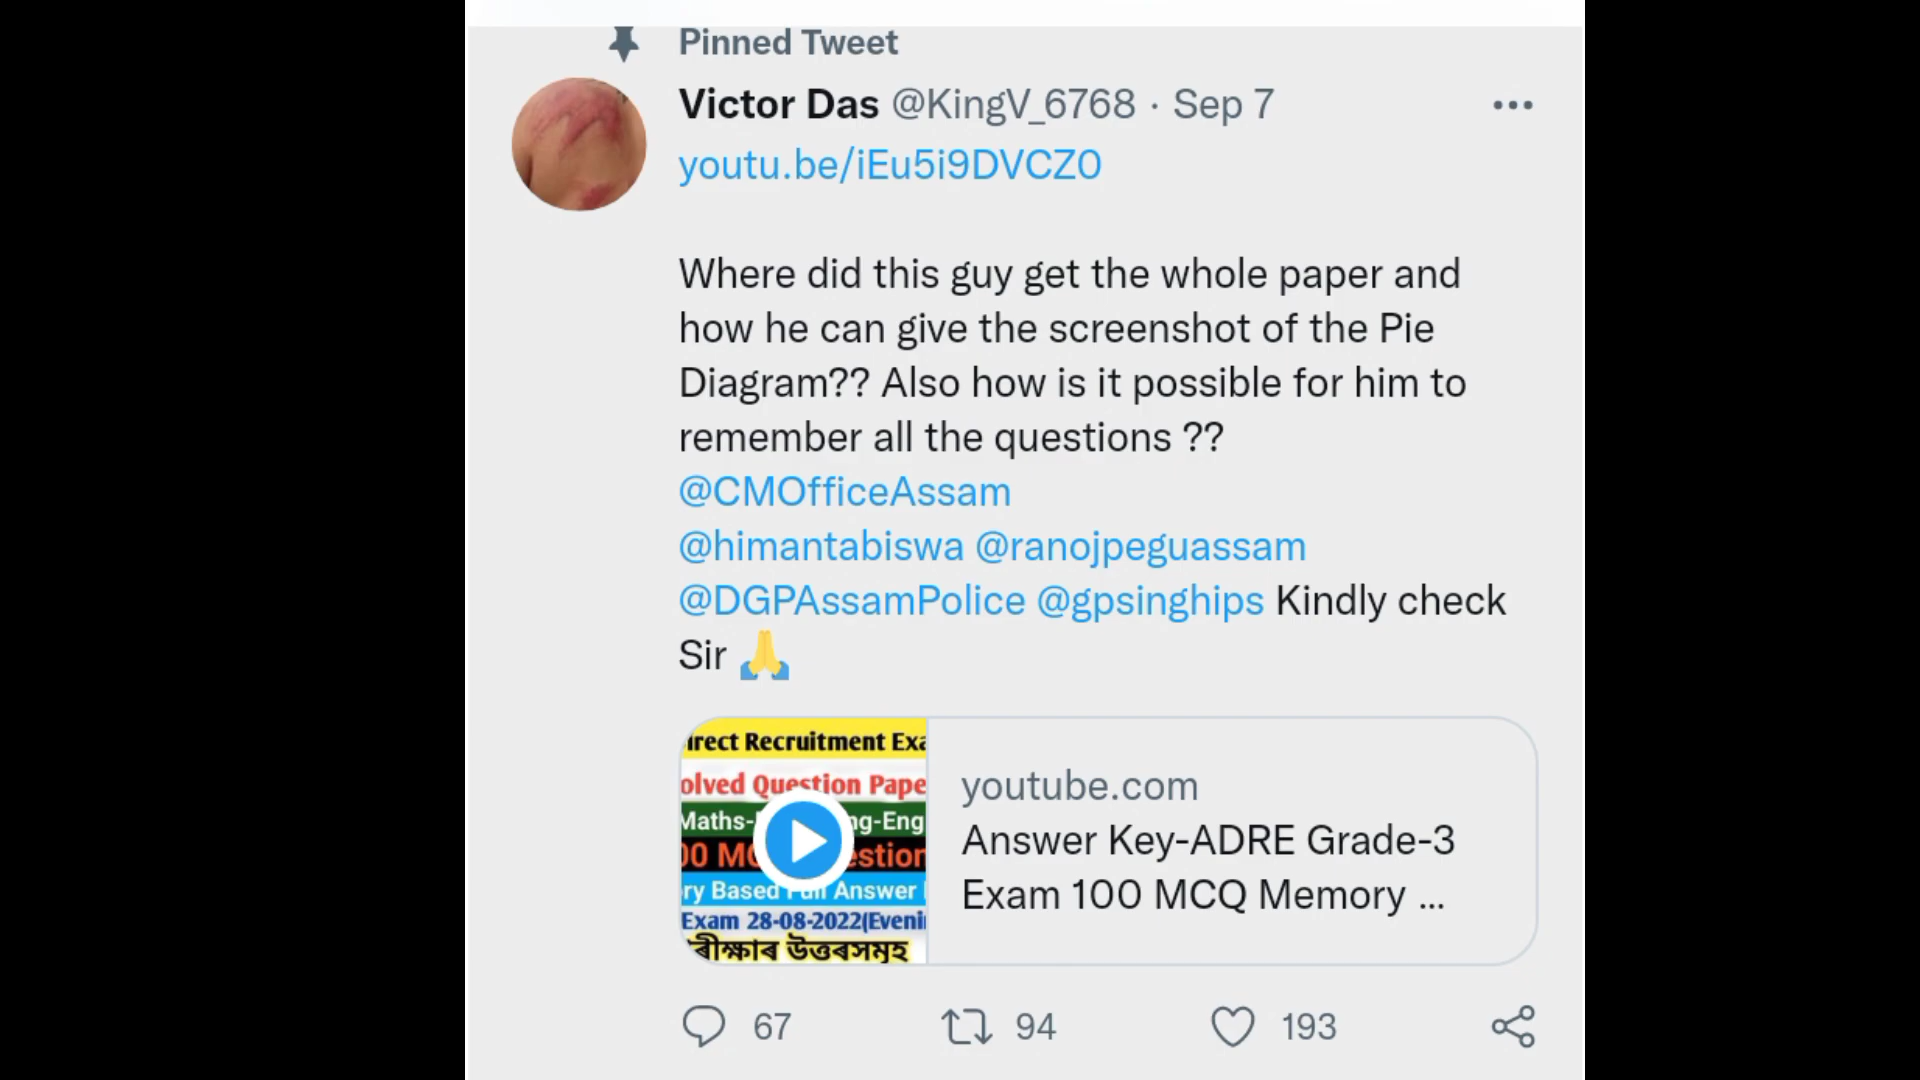 Pinned Tweet
Victor Das @KingV_6768 · Sep 7
youtu.be/iEu5i9DVCZ0
Where did this guy get the whole paper and
how he can give the screenshot of the Pie
Diagram?? Also how is it possible for him to
remember all the questions ??
@CMOfficeAssam
@himantabiswa @ranojpeguassam
@DGPAssamPolice @gpsinghips Kindly check
Sir 🙏
irect Recruitment Exa
olved Question Pape
Maths- ng-Eng
00 MC estion
ry Based Full Answer
Exam 28-08-2022(Eveni
ৰীক্ষাৰ উত্তৰসমূহ
youtube.com
Answer Key-ADRE Grade-3
Exam 100 MCQ Memory ...
67 94 193